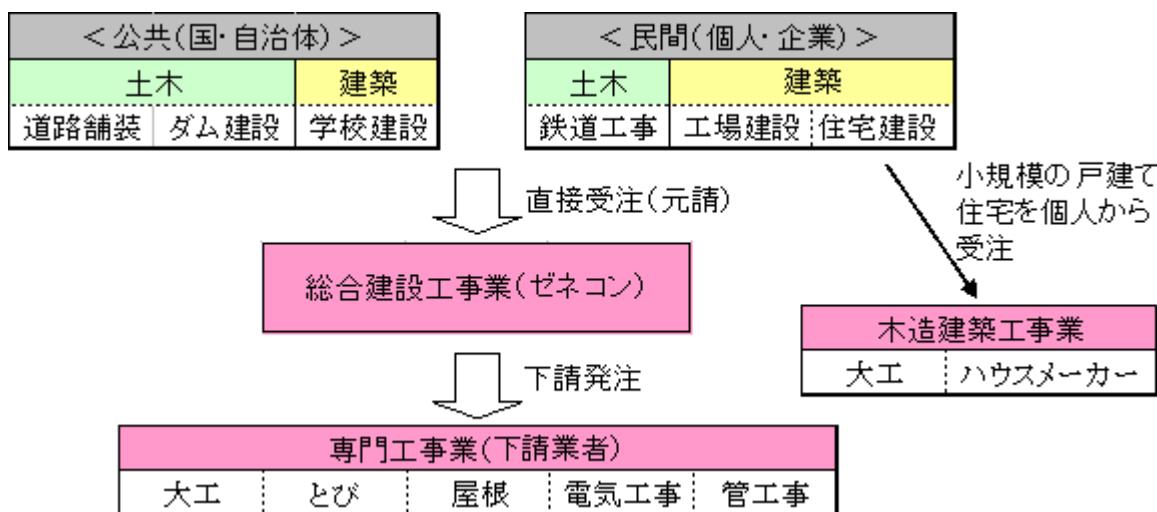 ＜公共(国・自治体)＞
土木 建築
道路舗装 ダム建設 学校建設
＜民間(個人・企業)＞
土木 建築
鉄道工事 工場建設 住宅建設
直接受注(元請)
小規模の戸建て
住宅を個人から
受注
総合建設工事業(ゼネコン)
木造建築工事業
大工 ハウスメーカー
下請発注
専門工事業(下請業者)
大工 とび 屋根 電気工事 管工事